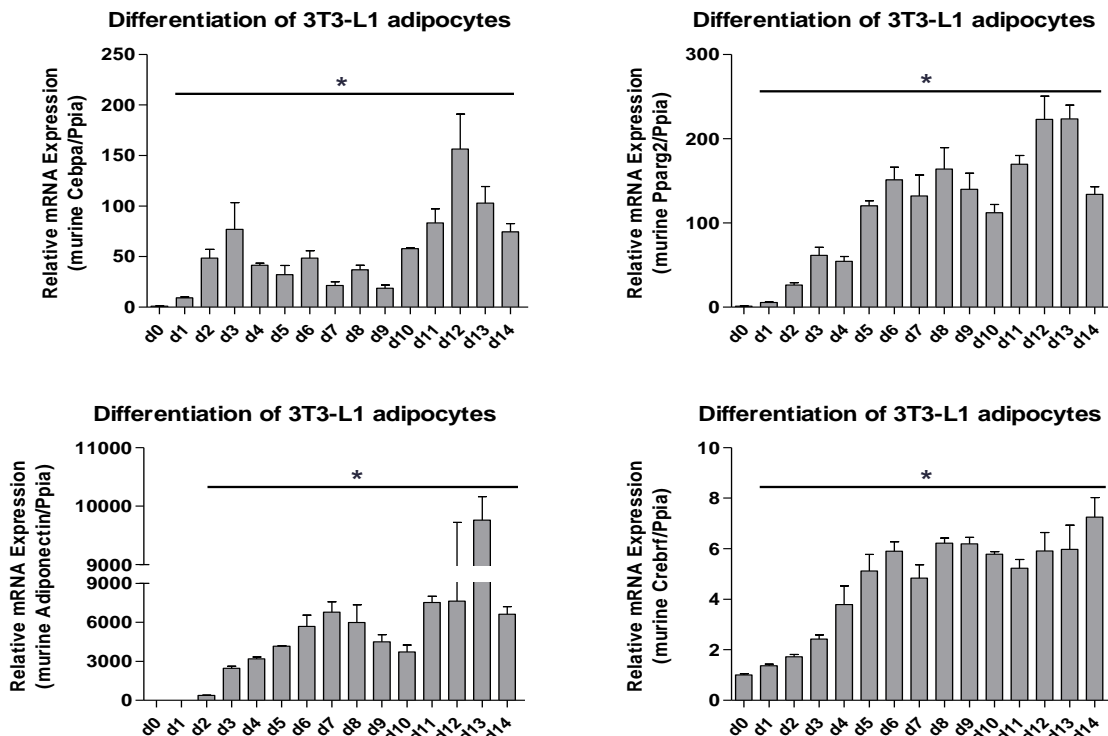 Differentiation of 3T3-L1 adipocytes
Relative mRNA Expression
(murine Cebpa/Ppia)
250
200
150
100
50
0
*
d0 d1 d2 d3 d4 d5 d6 d7 d8 d9 d10 d11 d12 d13 d14
Differentiation of 3T3-L1 adipocytes
Relative mRNA Expression
(murine Pparg2/Ppia)
300
200
100
0
*
d0 d1 d2 d3 d4 d5 d6 d7 d8 d9 d10 d11 d12 d13 d14
Differentiation of 3T3-L1 adipocytes
Relative mRNA Expression
(murine Adiponectin/Ppia)
11000
10000
9000
9000
6000
3000
0
*
d0 d1 d2 d3 d4 d5 d6 d7 d8 d9 d10 d11 d12 d13 d14
Differentiation of 3T3-L1 adipocytes
Relative mRNA Expression
(murine Crebrf/Ppia)
10
8
6
4
2
0
*
d0 d1 d2 d3 d4 d5 d6 d7 d8 d9 d10 d11 d12 d13 d14